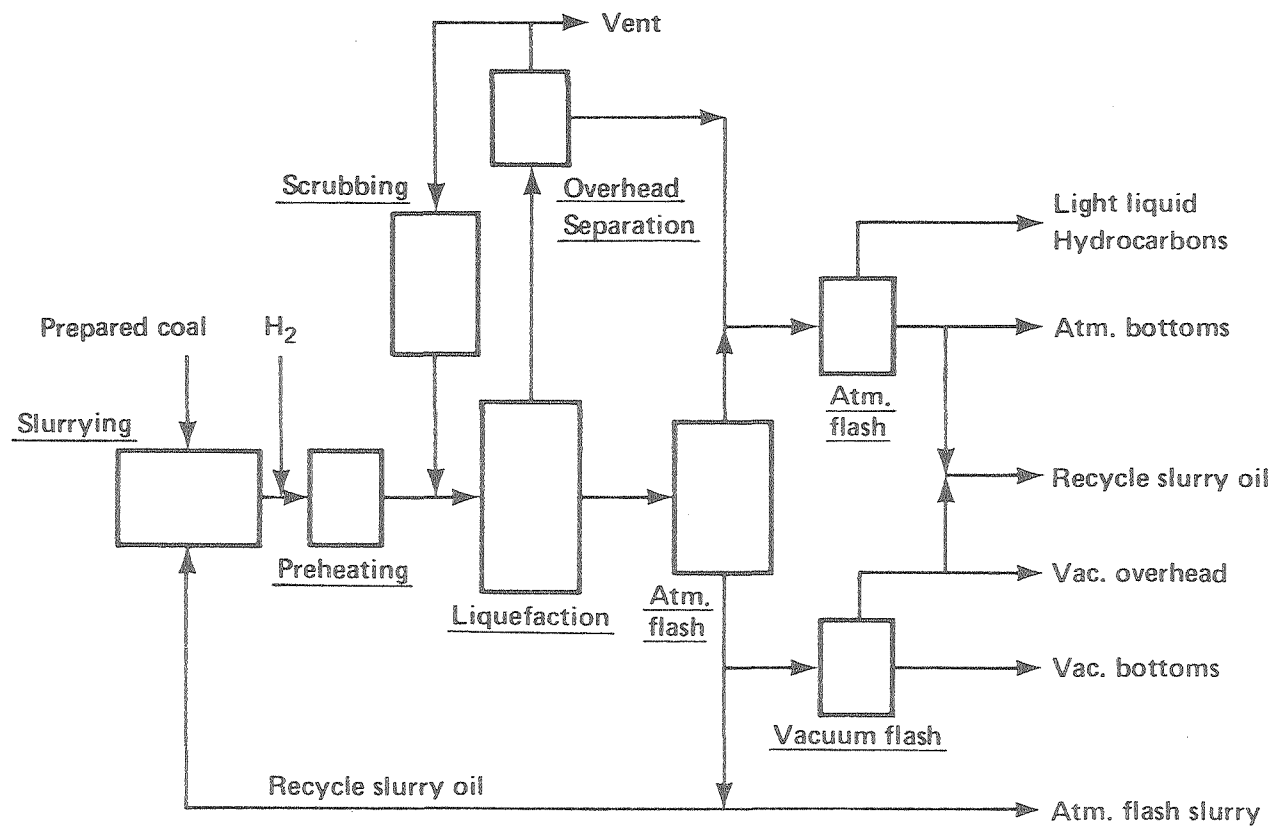 Vent
Scrubbing
Overhead
Separation
Light liquid
Hydrocarbons
Prepared coal
H2
Atm. bottoms
Slurrying
Atm.
flash
Recycle slurry oil
Preheating
Liquefaction
Atm.
flash
Vac. overhead
Vac. bottoms
Vacuum flash
Recycle slurry oil
Atm. flash slurry